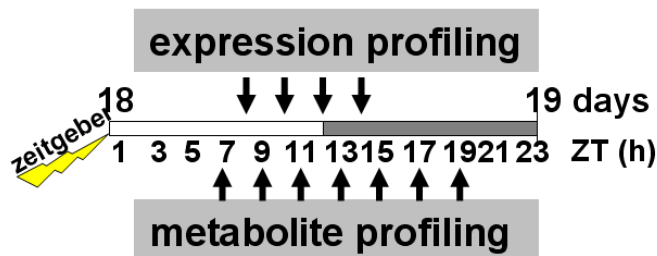 expression profiling
18 19 days
zeitgeber
1 3 5 7 9 11 13 15 17 19 21 23 ZT (h)
metabolite profiling